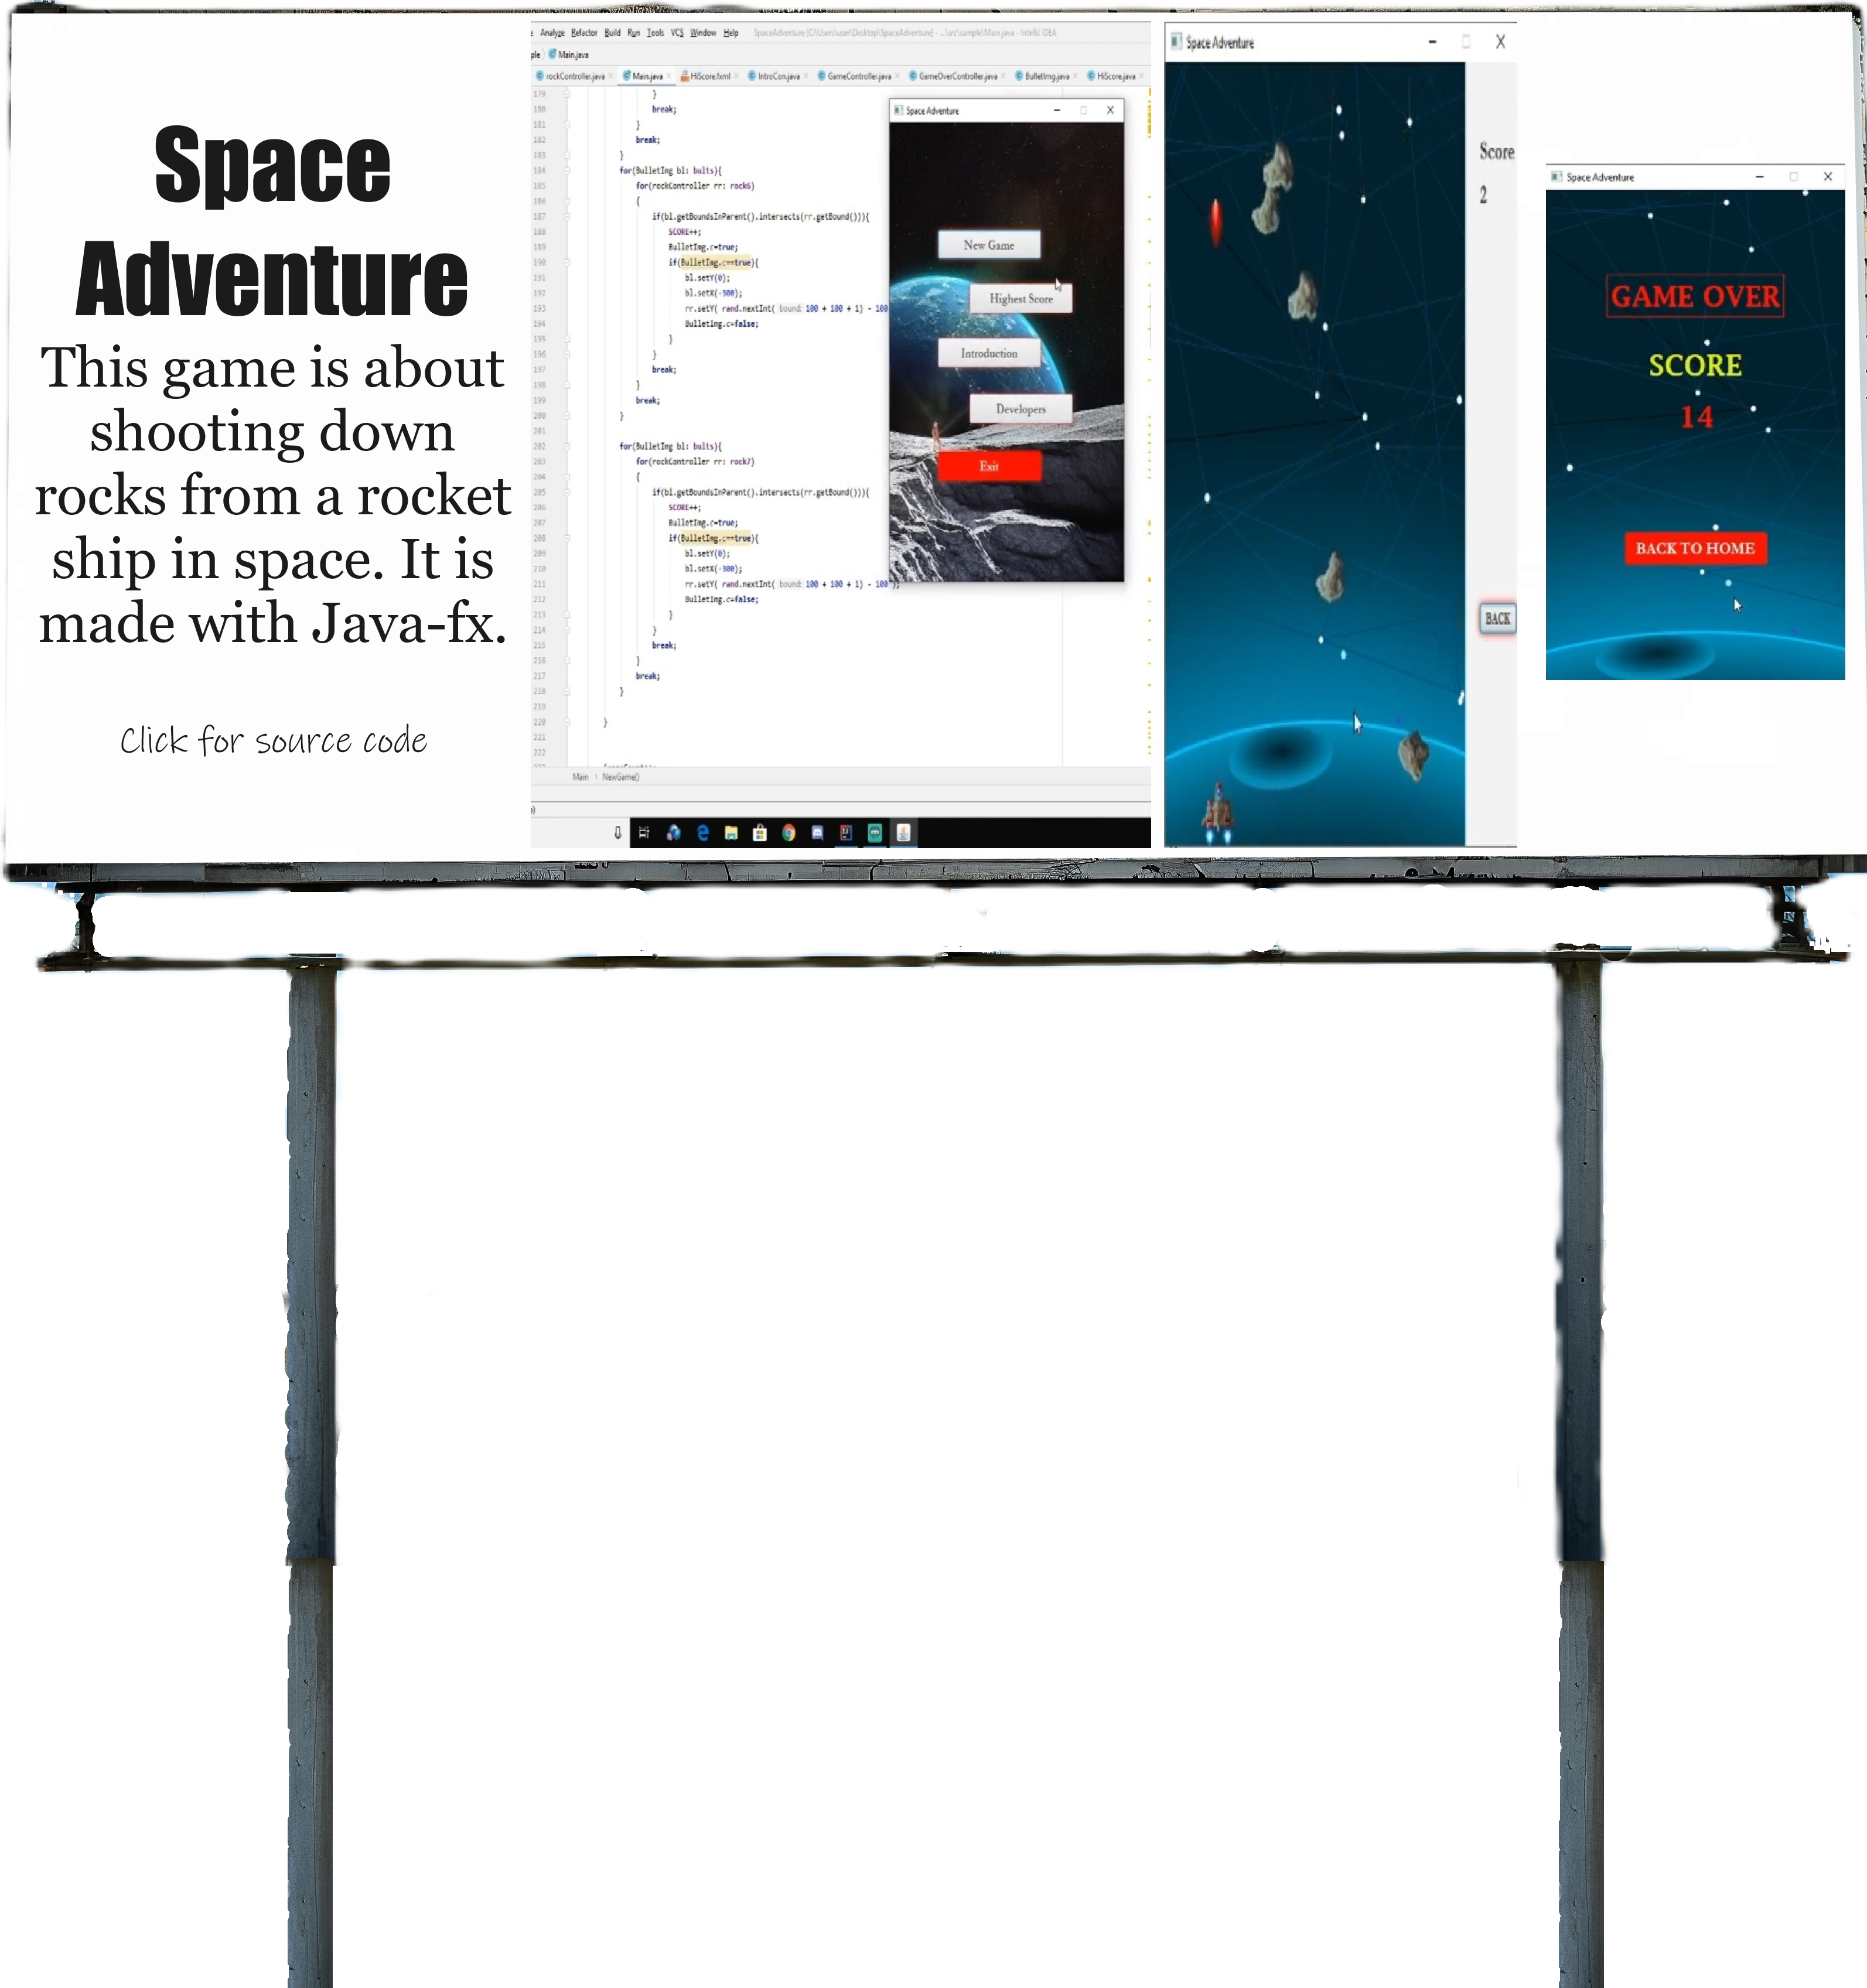 Space
Adventure
This game is about
shooting down
rocks from a rocket
ship in space. It is
made with Java-fx.
Click for source code
Analyze Refactor Build Run Tools VCS Window Help SpaceAdventure [C:\Users\user\Desktop\SpaceAdventure] - ...\src\sample\Main.java - IntelliJ IDEA
ple Main.java
rockController.java Main.java HiScore.fxml IntroCon.java GameController.java GameOverController.java BulletImg.java HiScore.java
179 }
180 break;
181 }
182 break;
183 }
184 for(BulletImg bl: bults){
185 for(rockController rr: rock6)
186 {
187 if(bl.getBoundsInParent().intersects(rr.getBound())){
188 SCORE++;
189 BulletImg.c=true;
190 if(BulletImg.c==true){
191 bl.setY(0);
192 bl.setX(-300);
193 rr.setY( rand.nextInt( bound: 100 + 100 + 1) - 100
194 BulletImg.c=false;
195 }
196 }
197 break;
198 }
199 break;
200 }
201
202 for(BulletImg bl: bults){
203 for(rockController rr: rock7)
204 {
205 if(bl.getBoundsInParent().intersects(rr.getBound())){
206 SCORE++;
207 BulletImg.c=true;
208 if(BulletImg.c==true){
209 bl.setY(0);
210 bl.setX(-300);
211 rr.setY( rand.nextInt( bound: 100 + 100 + 1) - 100);
212 BulletImg.c=false;
213 }
214 }
215 break;
216 }
217 break;
218 }
219
220 }
221
222
Main › NewGame()
Space Adventure
New Game
Highest Score
Introduction
Developers
Exit
Space Adventure
Score
2
BACK
Space Adventure
GAME OVER
SCORE
14
BACK TO HOME